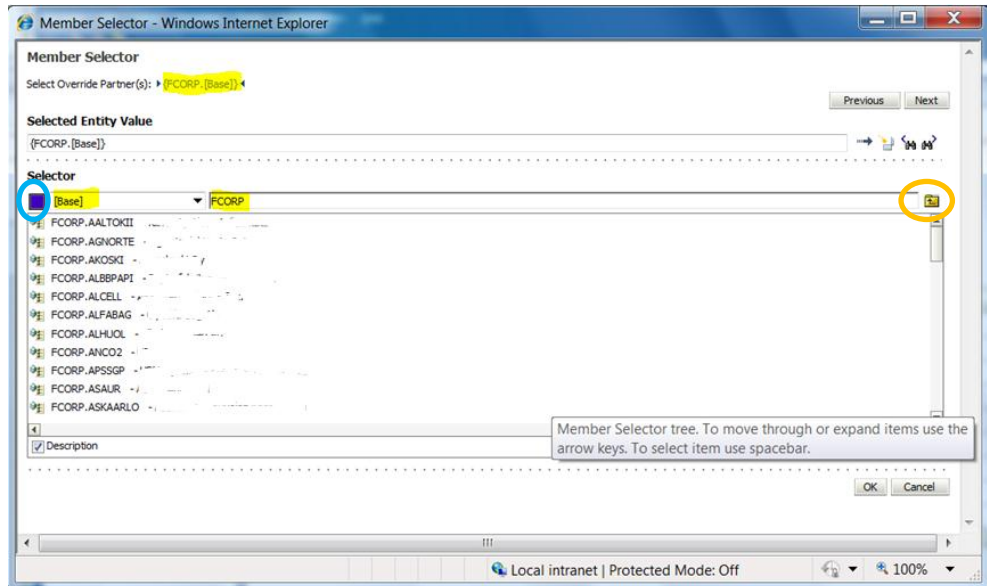 Member Selector - Windows Internet Explorer
Member Selector
Select Override Partner(s): {FCORP.[Base]}
Previous Next
Selected Entity Value
{FCORP.[Base]}
Selector
[Base] FCORP
FCORP.AALTOKII
FCORP.AGNORTE -
FCORP.AKOSKI -
FCORP.ALBBPAPI -
FCORP.ALCELL -
FCORP.ALFABAG -
FCORP.ALHUOL -
FCORP.ANCO2 -
FCORP.APSSGP -
FCORP.ASAUR -
FCORP.ASKAARLO -
Description
Member Selector tree. To move through or expand items use the
arrow keys. To select item use spacebar.
OK Cancel
Local intranet | Protected Mode: Off 100%